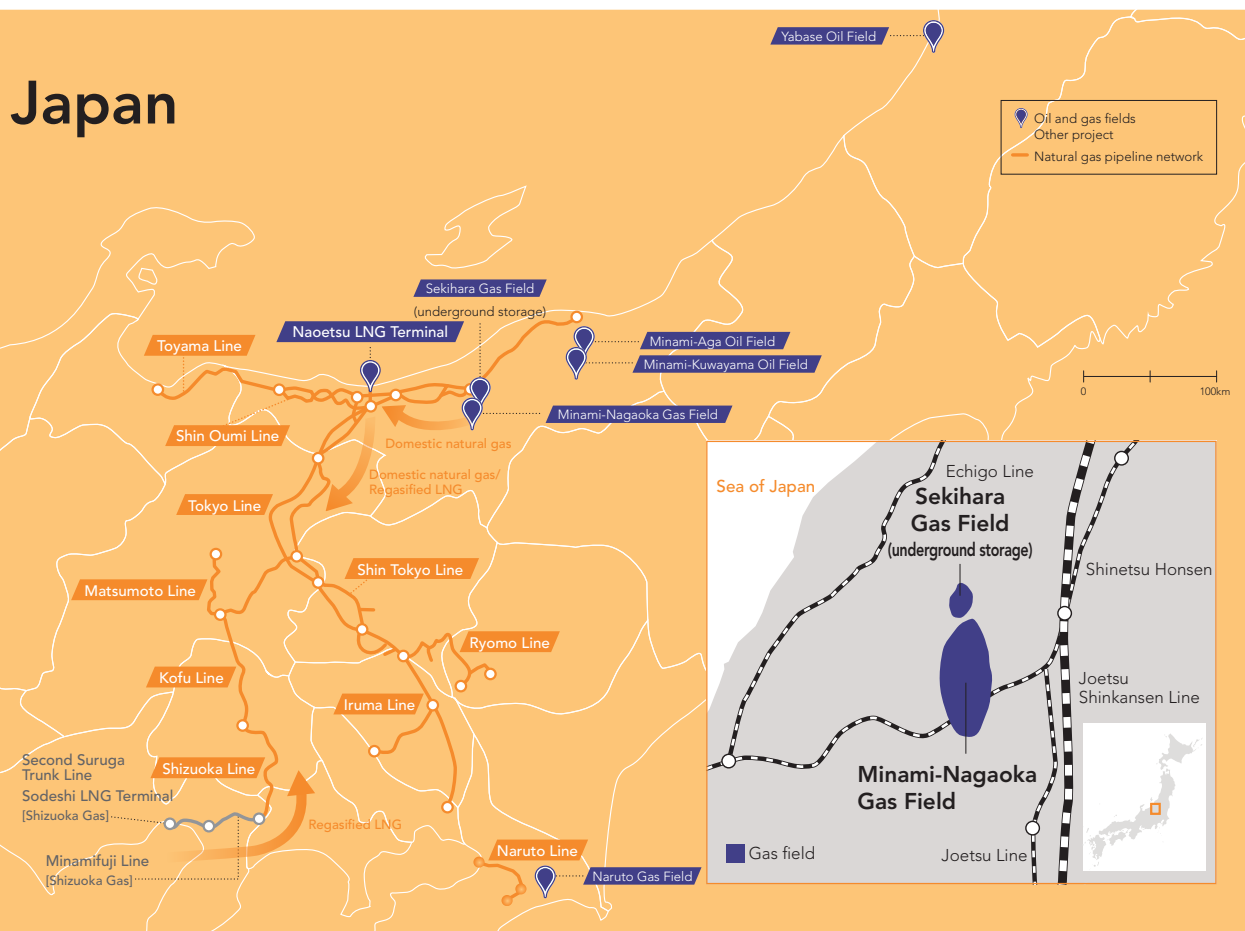 Japan
Yabase Oil Field
Oil and gas fields
Other project
Natural gas pipeline network
0
100km
Sekihara Gas Field
(underground storage)
Naoetsu LNG Terminal
Toyama Line
Minami-Aga Oil Field
Minami-Kuwayama Oil Field
Minami-Nagaoka Gas Field
Shin Oumi Line
Domestic natural gas
Domestic natural gas/
Regasified LNG
Tokyo Line
Shin Tokyo Line
Matsumoto Line
Ryomo Line
Kofu Line
Iruma Line
Second Suruga
Trunk Line
Shizuoka Line
Sodeshi LNG Terminal
[Shizuoka Gas]
Regasified LNG
Minamifuji Line
[Shizuoka Gas]
Naruto Line
Naruto Gas Field
Sea of Japan
Echigo Line
Sekihara
Gas Field
(underground storage)
Shinetsu Honsen
Joetsu
Shinkansen Line
Minami-Nagaoka
Gas Field
Gas field
Joetsu Line